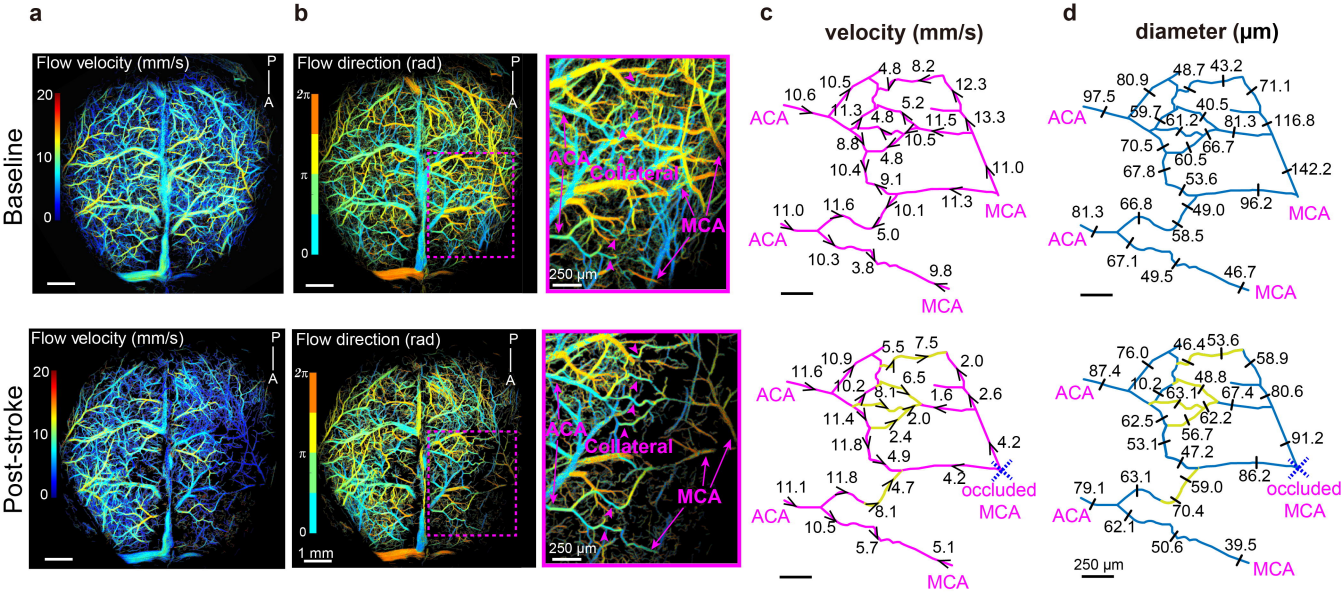 a
b
c
d
velocity (mm/s)
diameter (µm)
Baseline
Flow velocity (mm/s)
P
A
20
10
0
Flow direction (rad)
P
A
2π
π
0
ACA
Collateral
MCA
250 µm
4.8
8.2
10.5
12.3
10.6
ACA
5.2
11.3
4.8
11.5
13.3
10.5
8.8
4.8
10.4
11.0
9.1
11.3
MCA
11.0
11.6
10.1
ACA
5.0
10.3
3.8
9.8
MCA
43.2
48.7
80.9
71.1
97.5
ACA
59.7
40.5
61.2
81.3
116.8
66.7
70.5
60.5
67.8
142.2
53.6
96.2
MCA
81.3
66.8
49.0
ACA
58.5
67.1
49.5
46.7
MCA
Post-stroke
Flow velocity (mm/s)
P
A
20
10
0
Flow direction (rad)
P
A
2π
π
0
1 mm
ACA
Collateral
MCA
250 µm
7.5
5.5
10.9
2.0
11.6
ACA
10.2
6.5
8.1
1.6
2.6
2.0
11.4
2.4
11.8
4.2
4.9
4.2
occluded
MCA
11.1
11.8
4.7
ACA
8.1
10.5
5.7
5.1
MCA
53.6
46.4
76.0
58.9
87.4
ACA
10.2
48.8
63.1
67.4
80.6
62.2
62.5
56.7
53.1
91.2
47.2
86.2
occluded
MCA
79.1
63.1
59.0
ACA
70.4
62.1
50.6
39.5
MCA
250 µm